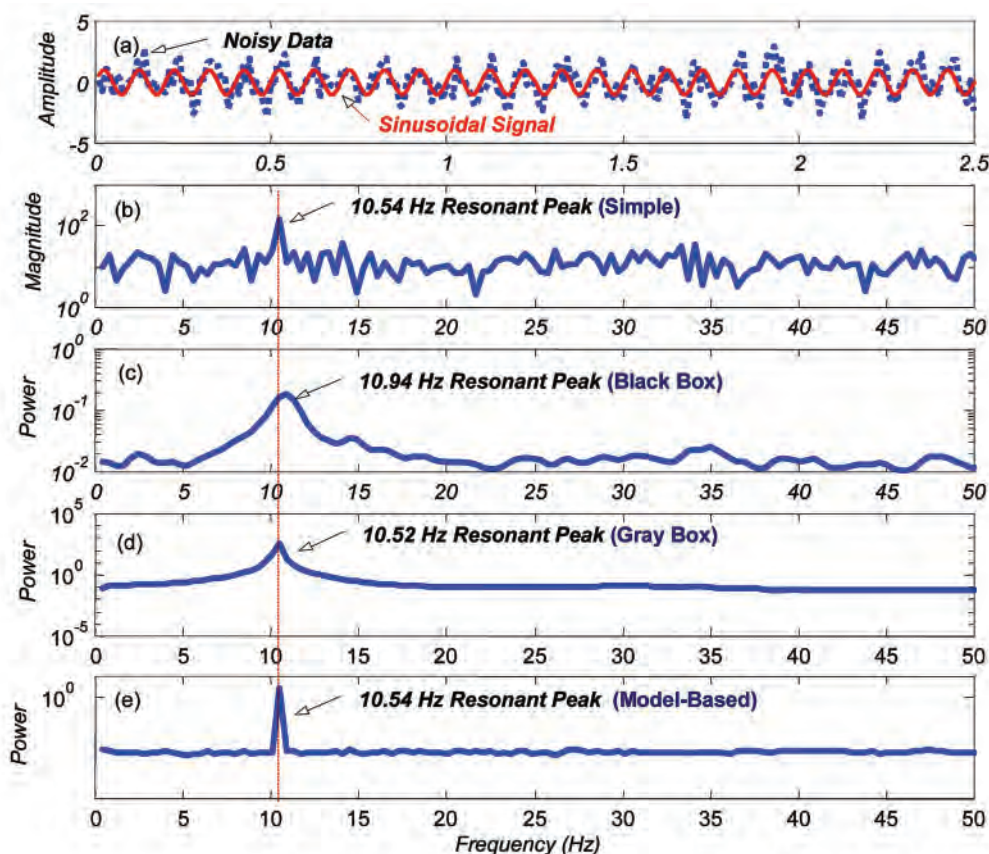 5
(a)
Noisy Data
Amplitude
0
Sinusoidal Signal
-5
0 0.5 1 1.5 2 2.5
(b)
10.54 Hz Resonant Peak (Simple)
Magnitude
10^2
10^0
0 5 10 15 20 25 30 35 40 45 50
10^0
(c)
10.94 Hz Resonant Peak (Black Box)
Power
10^-1
10^-2
0 5 10 15 20 25 30 35 40 45 50
10^5
(d)
10.52 Hz Resonant Peak (Gray Box)
Power
10^0
10^-5
0 5 10 15 20 25 30 35 40 45 50
10^0
(e)
10.54 Hz Resonant Peak (Model-Based)
Power
0 5 10 15 20 25 30 35 40 45 50
Frequency (Hz)